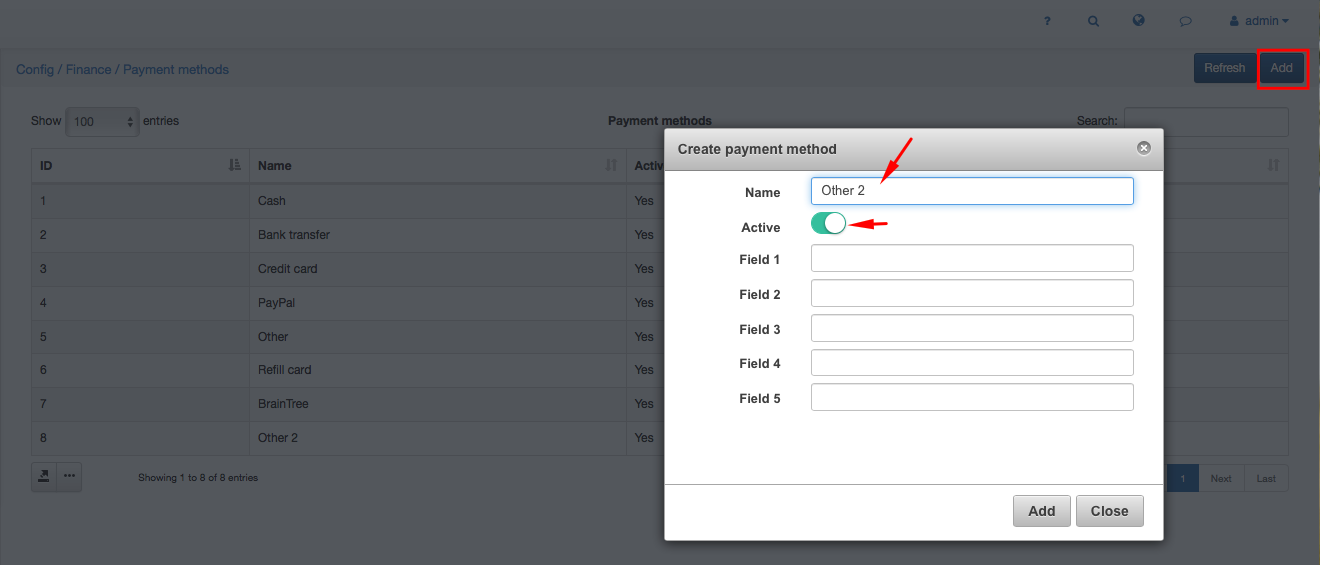 ? admin
Config / Finance / Payment methods Refresh Add
Show 100 entries Payment methods Search:
ID Name
1 Cash Yes
2 Bank transfer Yes
3 Credit card Yes
4 PayPal Yes
5 Other Yes
6 Refill card Yes
7 BrainTree Yes
8 Other 2 Yes
Showing 1 to 8 of 8 entries 1 Next Last
Create payment method
Name Other 2
Active
Field 1
Field 2
Field 3
Field 4
Field 5
Add Close